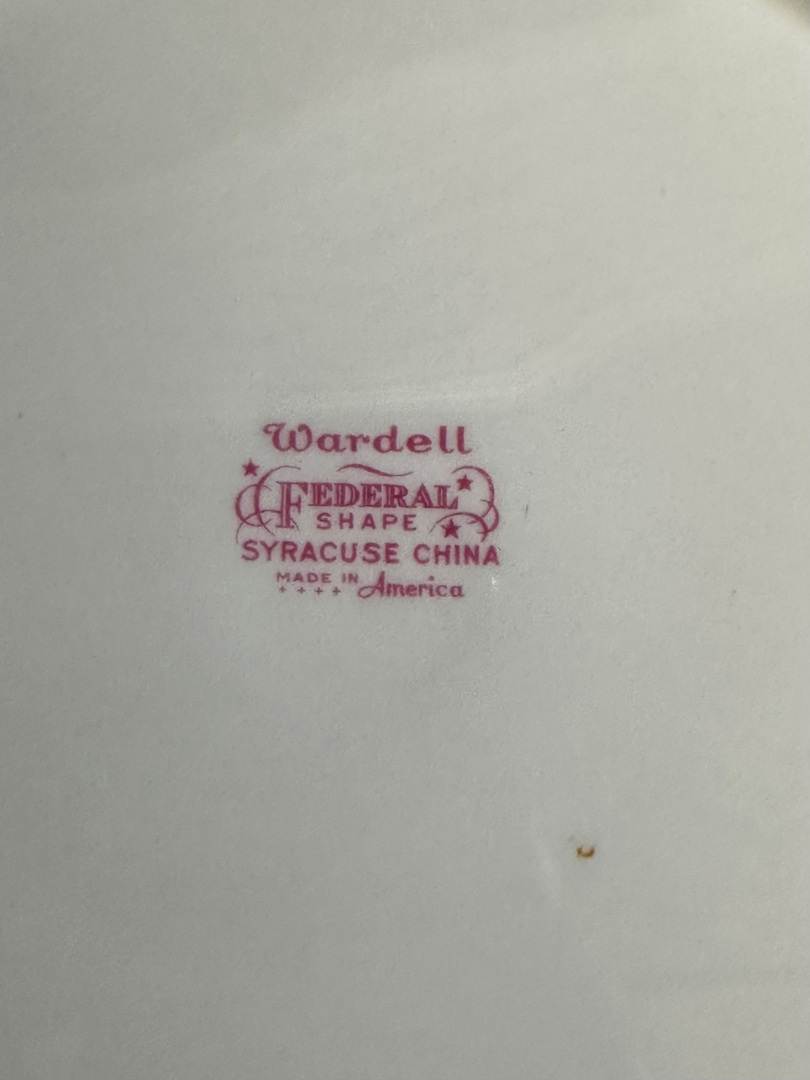 Wardell
FEDERAL
SHAPE
SYRACUSE CHINA
MADE IN America